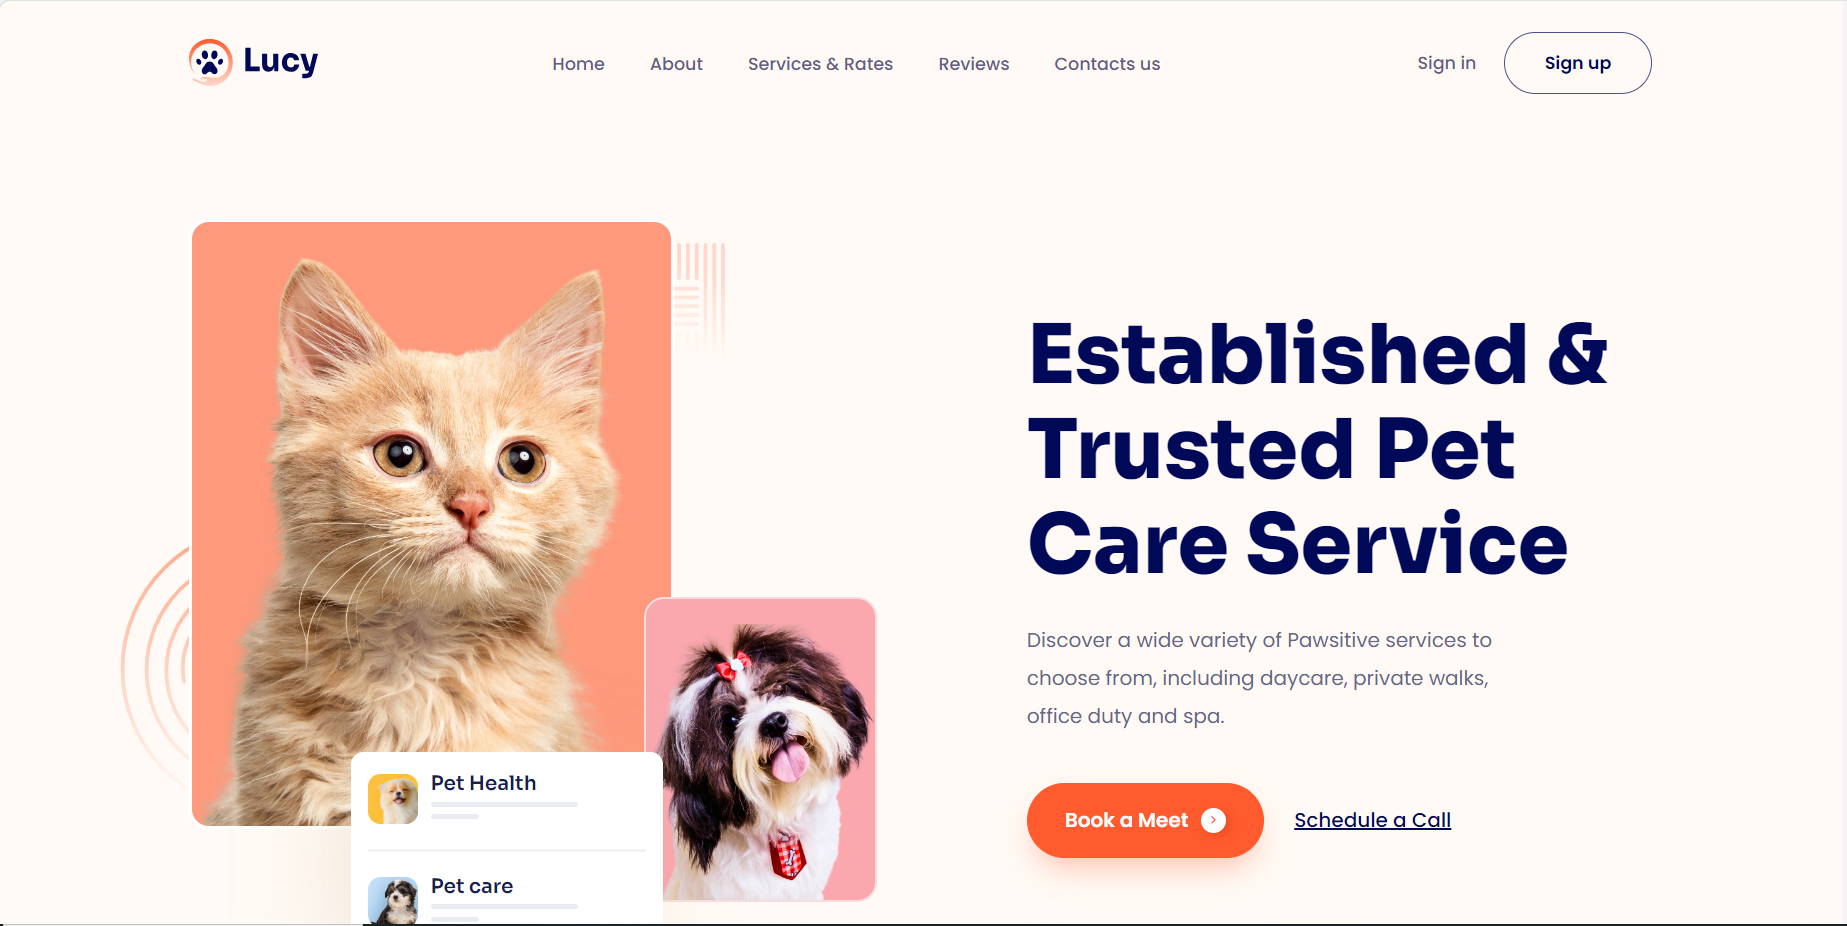 Lucy
Home
About
Services & Rates
Reviews
Contacts us
Sign in
Sign up
Established &
Trusted Pet
Care Service
Discover a wide variety of Pawsitive services to
choose from, including daycare, private walks,
office duty and spa.
Book a Meet
Schedule a Call
Pet Health
Pet care